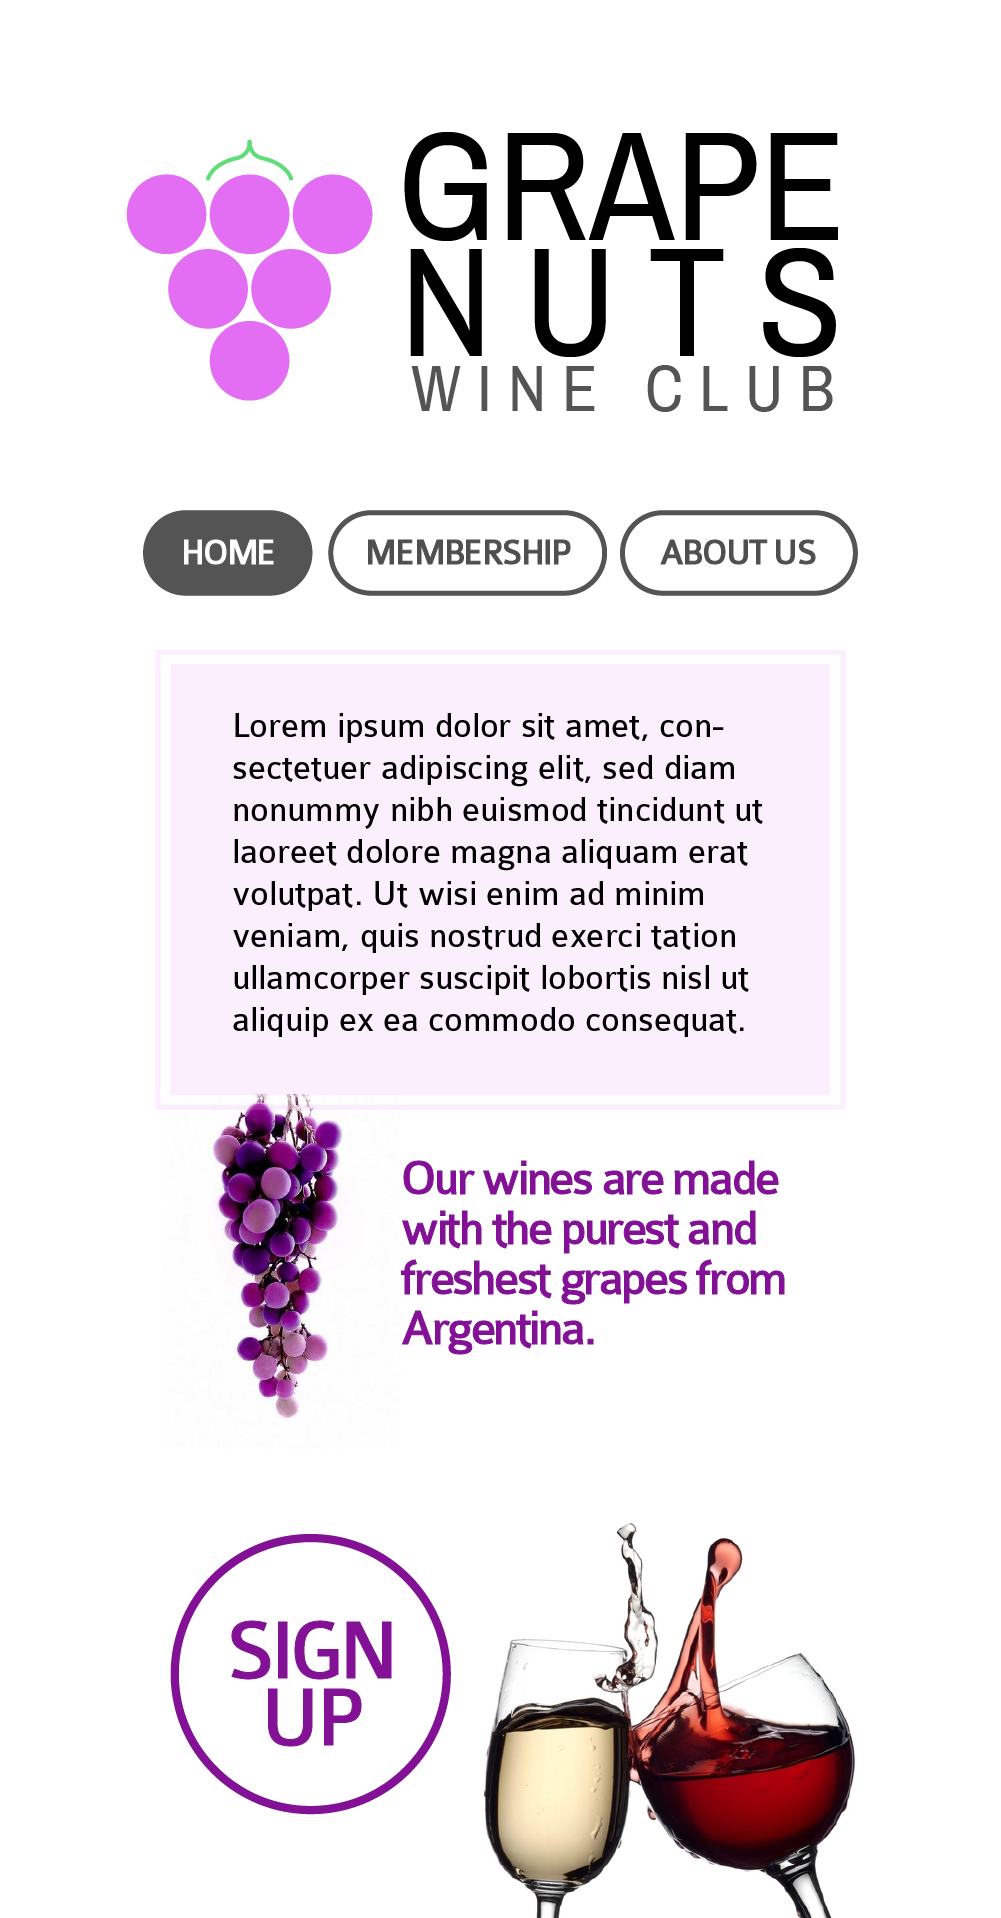 GRAPE
NUTS
WINE CLUB
HOME MEMBERSHIP ABOUT US
Lorem ipsum dolor sit amet, con-
sectetuer adipiscing elit, sed diam
nonummy nibh euismod tincidunt ut
laoreet dolore magna aliquam erat
volutpat. Ut wisi enim ad minim
veniam, quis nostrud exerci tation
ullamcorper suscipit lobortis nisl ut
aliquip ex ea commodo consequat.
Our wines are made
with the purest and
freshest grapes from
Argentina.
SIGN
UP